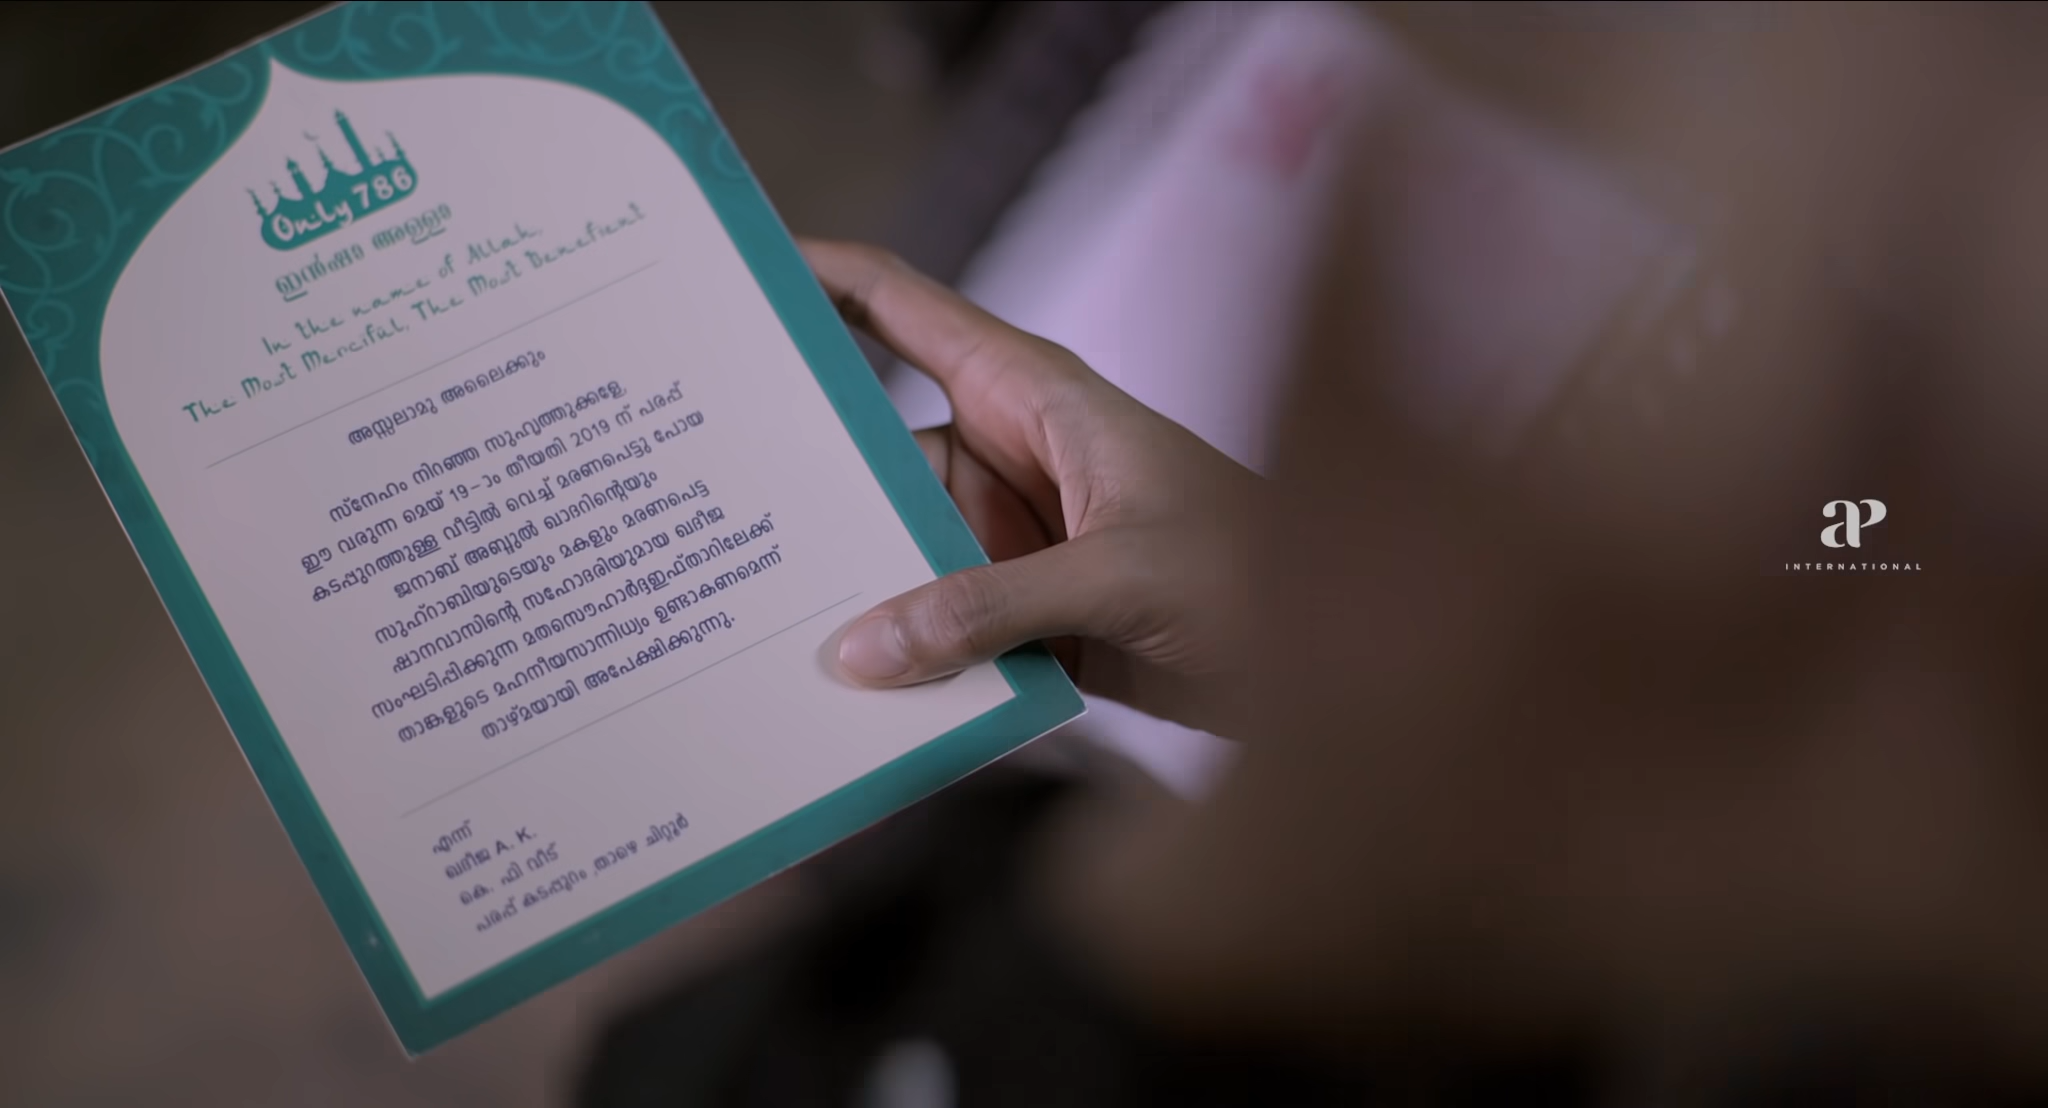 Only 786
ഇൻഷാ അള്ളാ
In the name of Allah,
The Most Merciful, The Most Beneficent
അസ്സലാമു അലൈക്കും
സ്നേഹം നിറഞ്ഞ സുഹൃത്തുക്കളേ,
ഈ വരുന്ന മെയ് 19-ാം തീയതി 2019 ന് പരപ്പ്
കടപ്പുറത്തുള്ള വീട്ടിൽ വെച്ച് മരണപെട്ടു പോയ
ജനാബ് അബ്ദുൽ ഖാദറിന്റെയും
സുഹ്റാബിയുടെയും മകളും മരണപെട്ട
ഷാനവാസിന്റെ സഹോദരിയുമായ ഖദീജ
സംഘടിപ്പിക്കുന്ന മതസൌഹാർദ്ദഇഫ്താറിലേക്ക്
താങ്കളുടെ മഹനീയസാന്നിധ്യം ഉണ്ടാകണമെന്ന്
താഴ്മയായി അപേക്ഷിക്കുന്നു.
എന്ന്
ഖദീജ A. K.
കെ. പി വീട്
പരപ്പ് കടപ്പുറം ,താഴെ ചിറ്റൂർ
aP
INTERNATIONAL